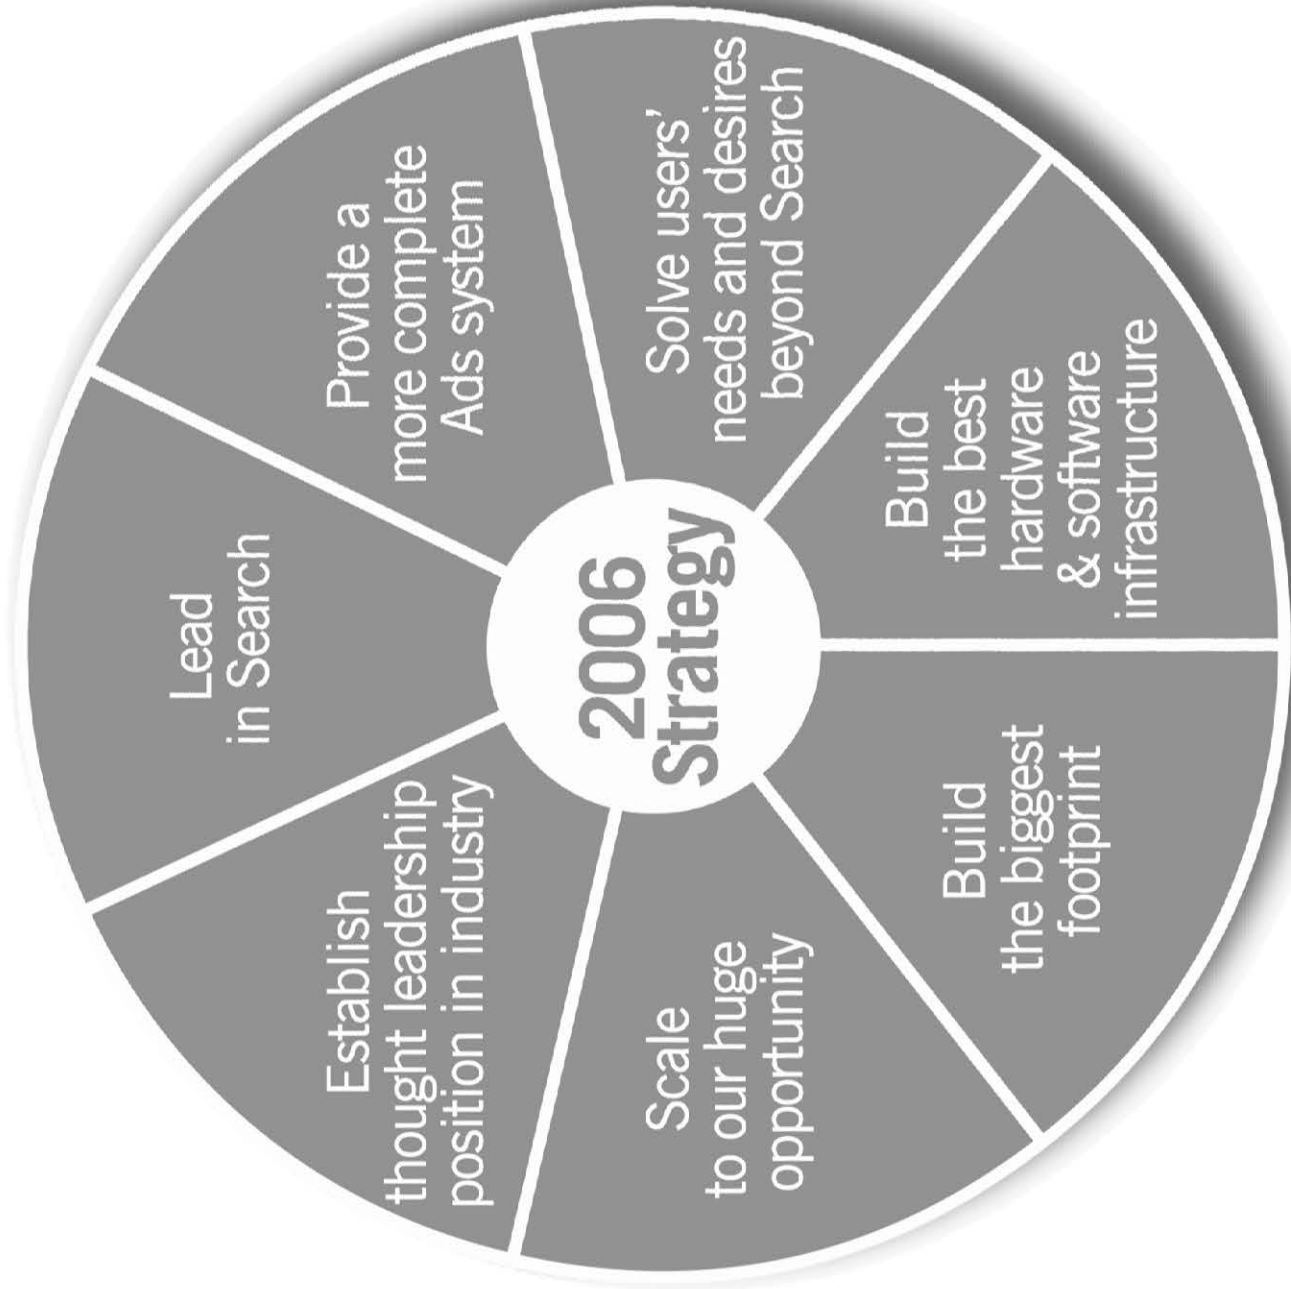 2006
Strategy
Lead
in Search
Provide a
more complete
Ads system
Solve users’
needs and desires
beyond Search
Build
the best
hardware
& software
infrastructure
Build
the biggest
footprint
Scale
to our huge
opportunity
Establish
thought leadership
position in industry